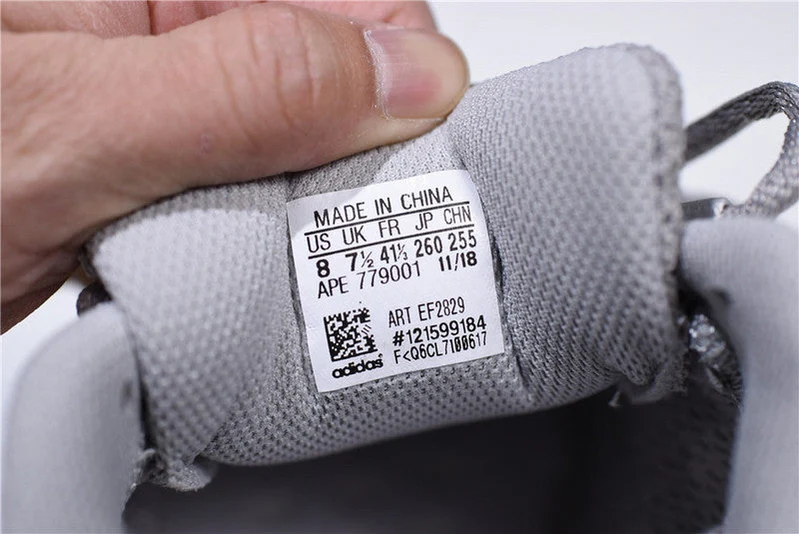 MADE IN CHINA
US UK FR JP CHN
8 7½ 41⅓ 260 255
APE 779001 11/18
ART EF2829
#121599184
F<Q6CL7I00617
adidas